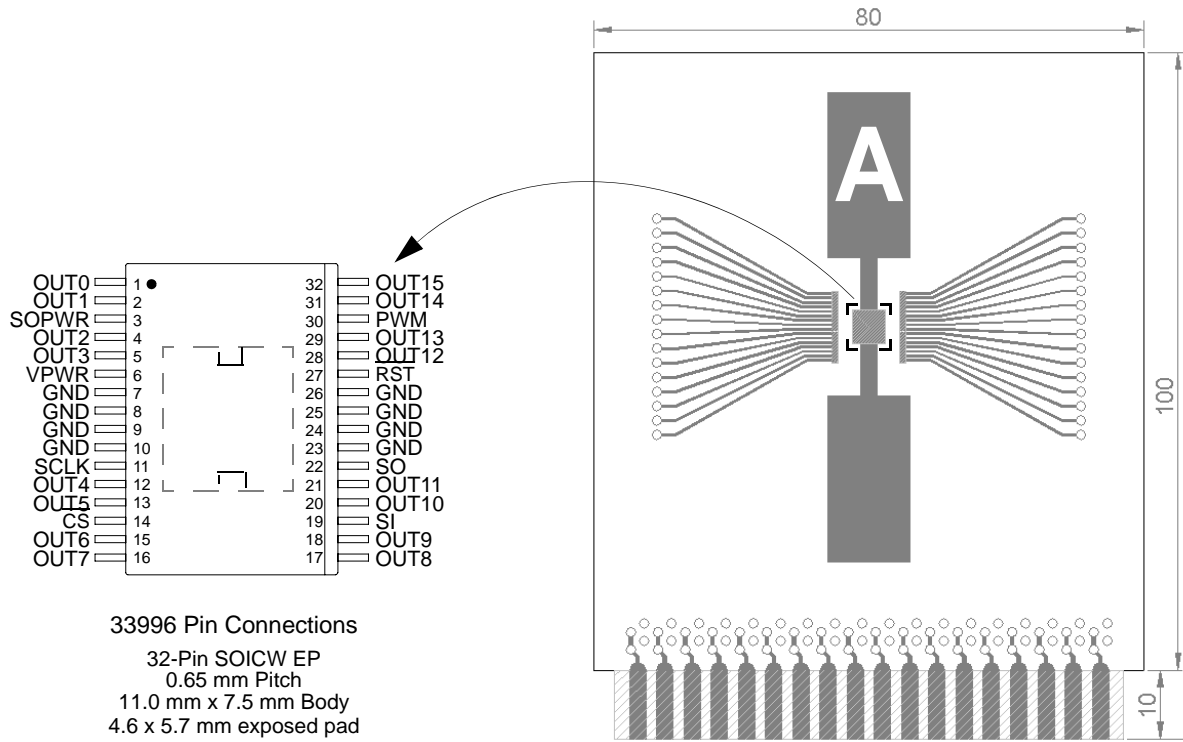 80
A
100
10
OUT0 1 32 OUT15
OUT1 2 31 OUT14
SOPWR 3 30 PWM
OUT2 4 29 OUT13
OUT3 5 28 OUT12
VPWR 6 27 RST
GND 7 26 GND
GND 8 25 GND
GND 9 24 GND
GND 10 23 GND
SCLK 11 22 SO
OUT4 12 21 OUT11
OUT5 13 20 OUT10
CS 14 19 SI
OUT6 15 18 OUT9
OUT7 16 17 OUT8
33996 Pin Connections
32-Pin SOICW EP
0.65 mm Pitch
11.0 mm x 7.5 mm Body
4.6 x 5.7 mm exposed pad